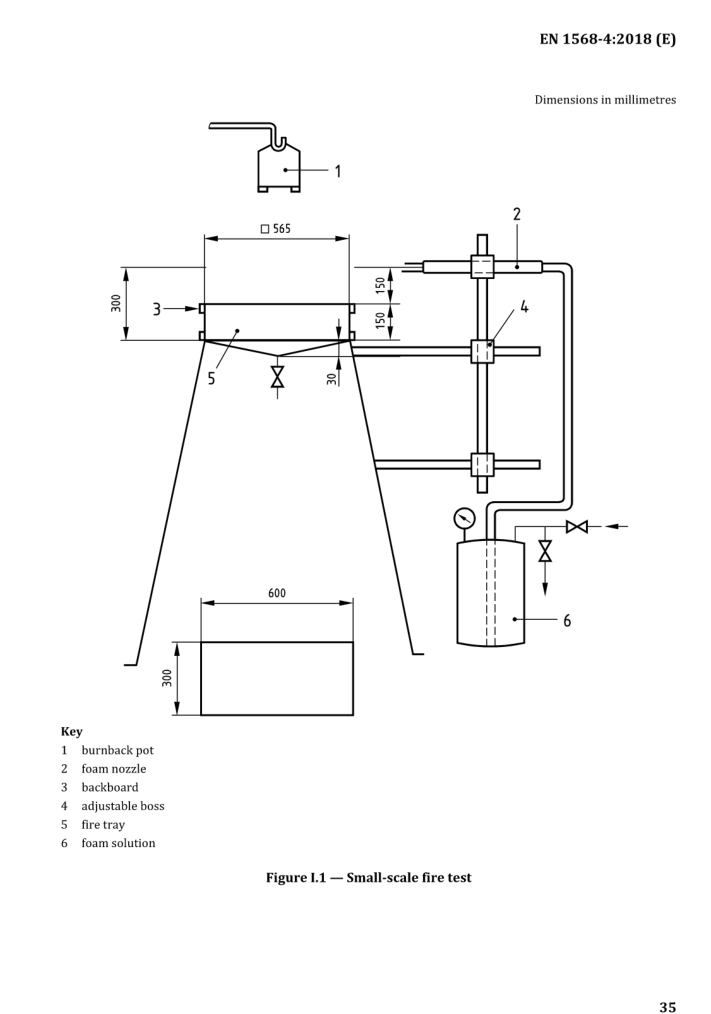 EN 1568-4:2018 (E)
Dimensions in millimetres
1
2
□ 565
300
3
150
150
4
5
30
600
6
300
Key
1 burnback pot
2 foam nozzle
3 backboard
4 adjustable boss
5 fire tray
6 foam solution
Figure I.1 — Small-scale fire test
35